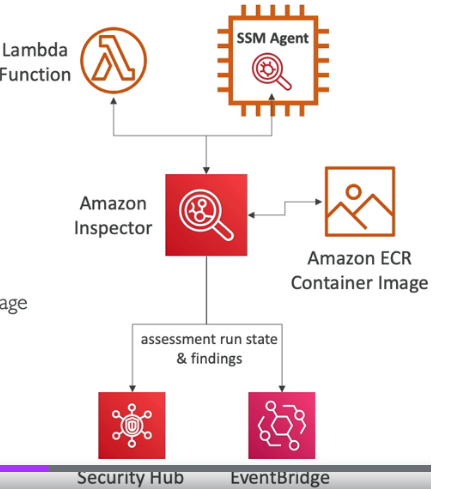 Lambda
Function
SSM Agent
Amazon
Inspector
Amazon ECR
Container Image
age
assessment run state
& findings
Security Hub
EventBridge